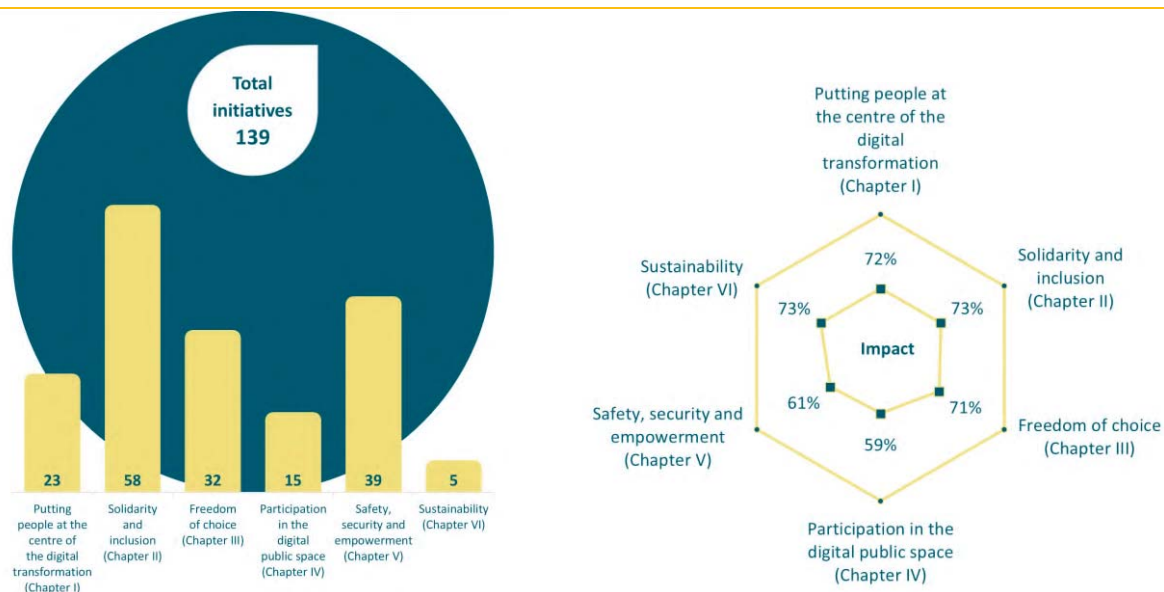 Total
initiatives
139
23
58
32
15
39
5
Putting
people at the
centre of
the digital
transformation
(Chapter I)
Solidarity
and
inclusion
(Chapter II)
Freedom
of choice
(Chapter III)
Participation
in the
digital
public space
(Chapter IV)
Safety,
security and
empowerment
(Chapter V)
Sustainability
(Chapter VI)
Putting people at
the centre of the
digital
transformation
(Chapter I)
72%
Solidarity and
inclusion
(Chapter II)
73%
Freedom of choice
(Chapter III)
71%
Participation in the
digital public space
(Chapter IV)
59%
Safety, security and
empowerment
(Chapter V)
61%
Sustainability
(Chapter VI)
73%
Impact